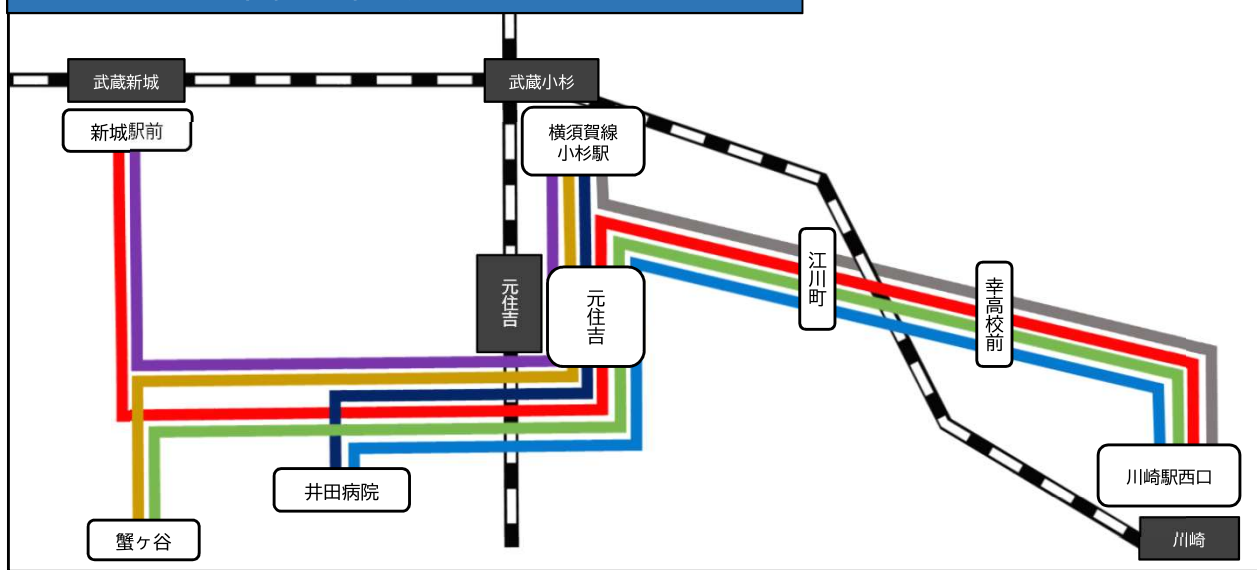 武蔵新城
武蔵小杉
新城駅前
横須賀線
小杉駅
元住吉
元住吉
江川町
幸高校前
川崎駅西口
井田病院
川崎
蟹ヶ谷